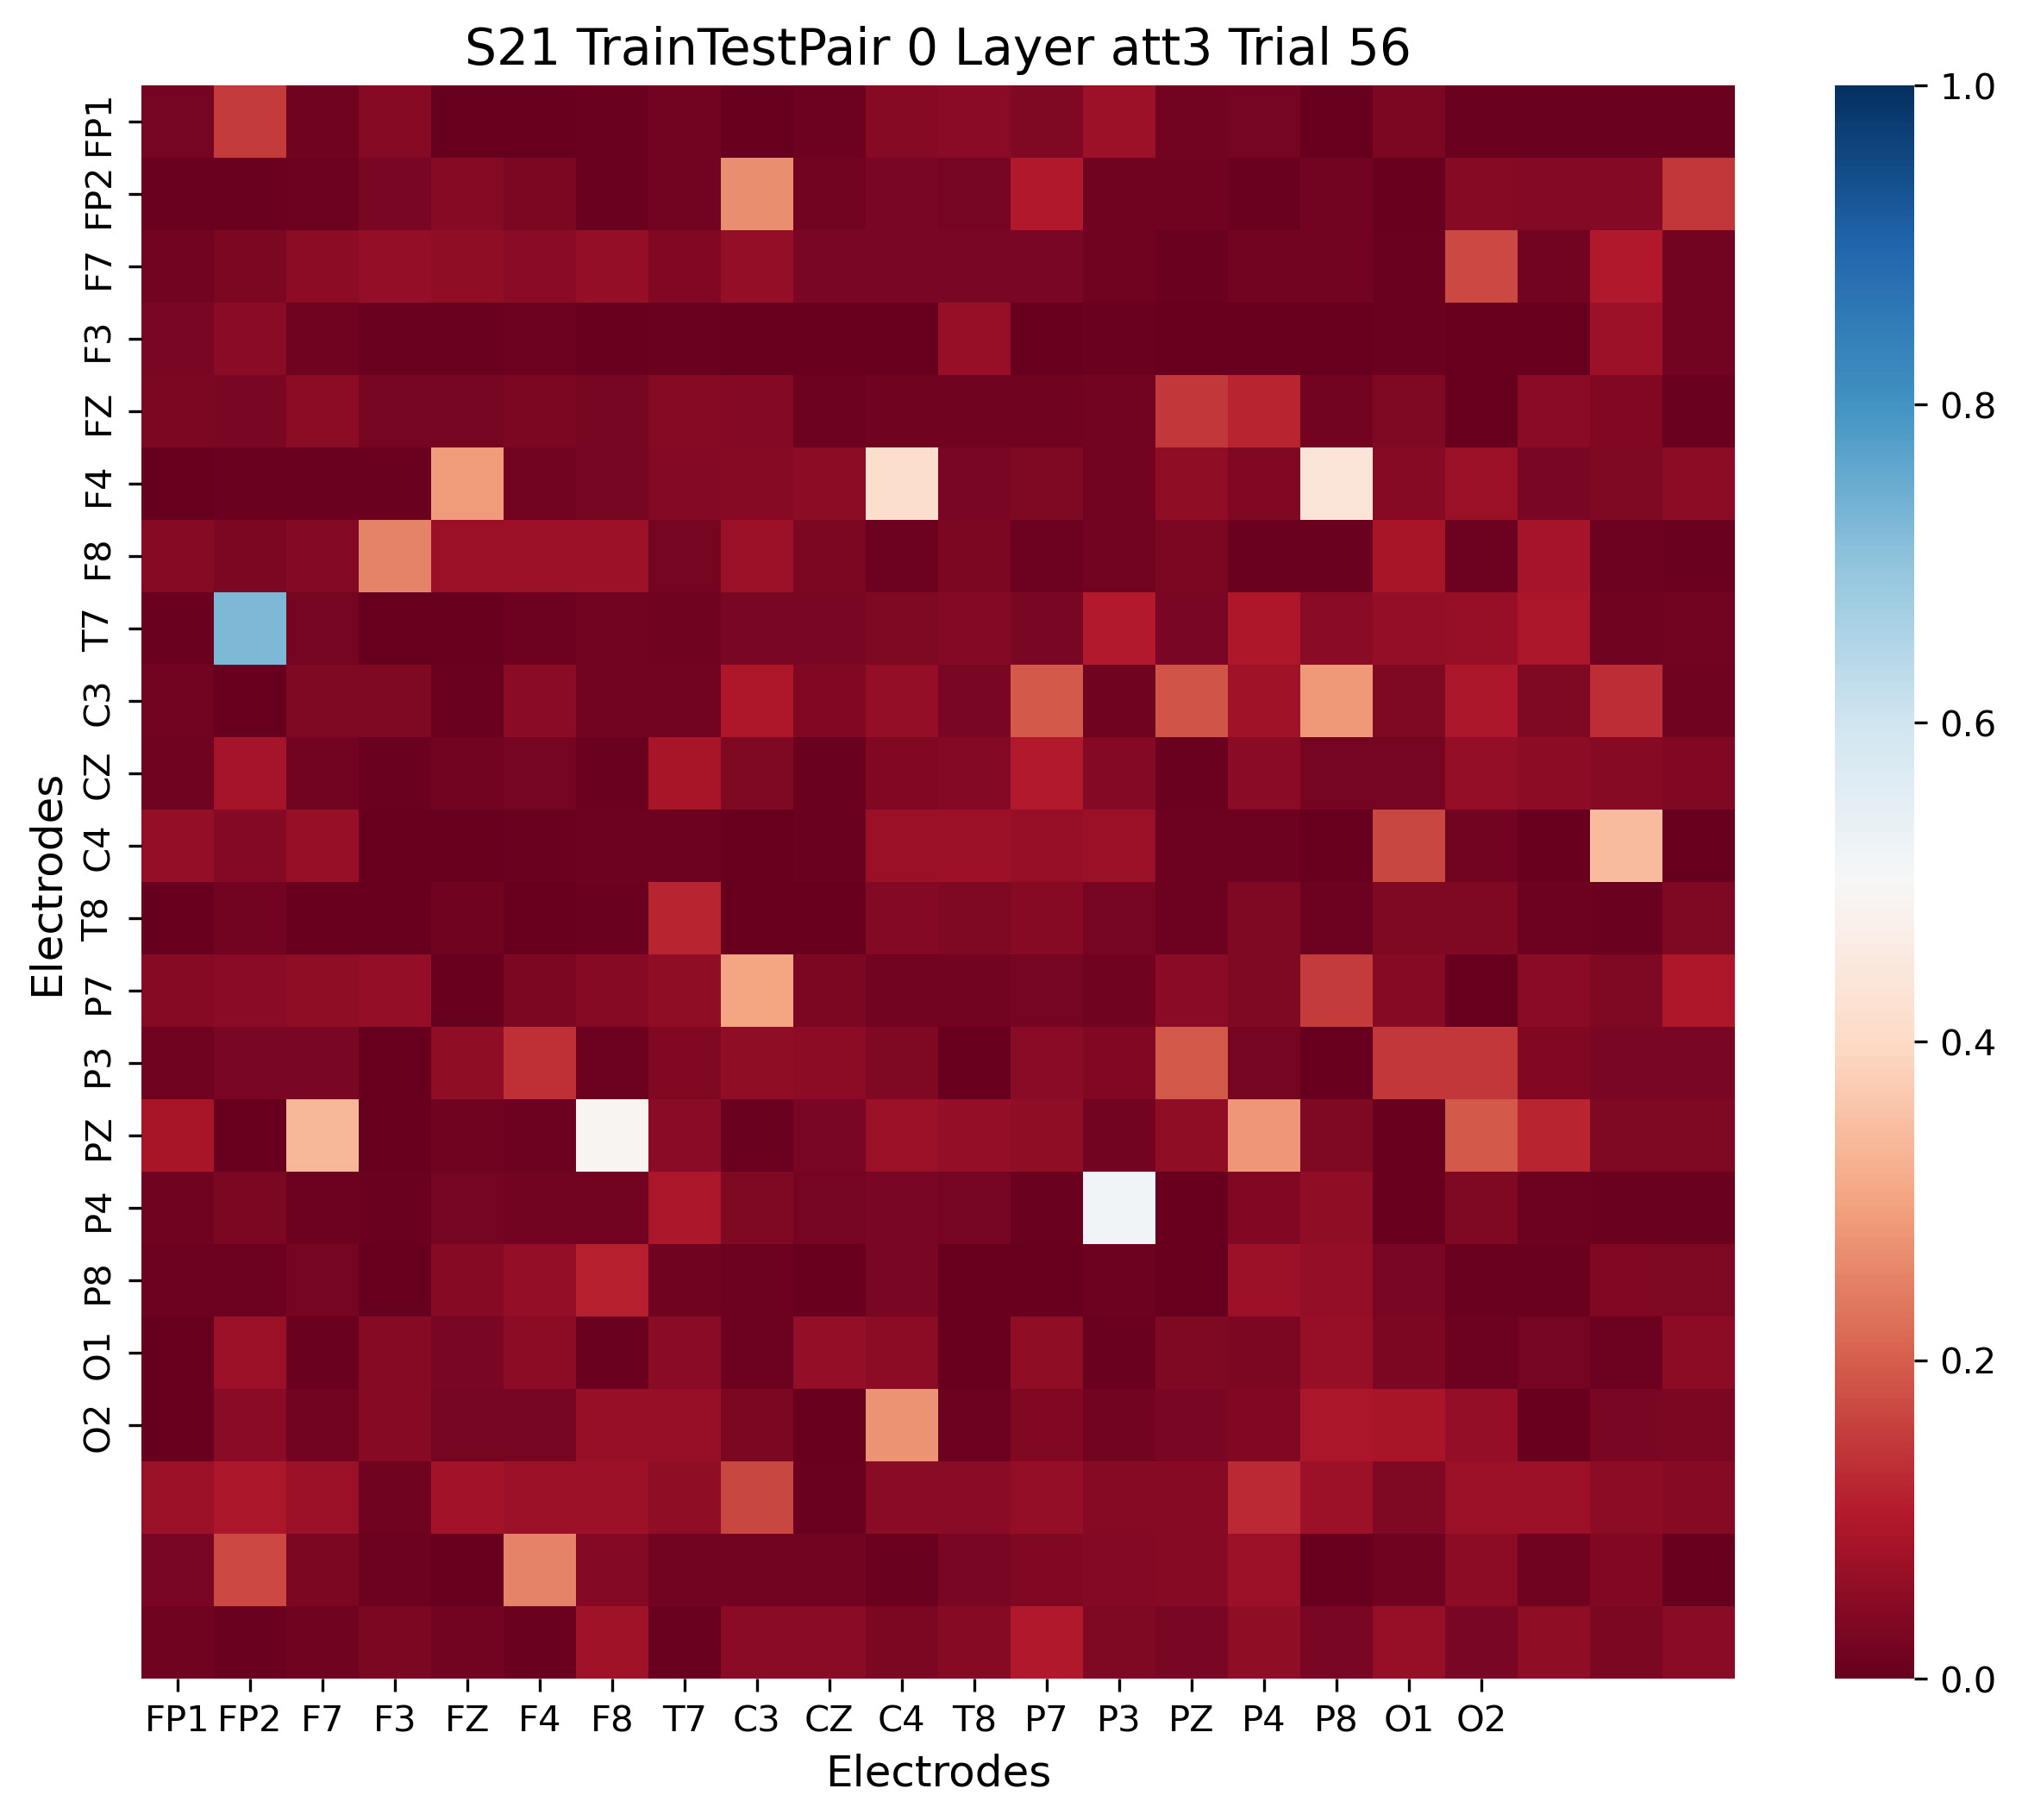 S21 TrainTestPair 0 Layer att3 Trial 56
Electrodes
FP1
FP2
F7
F3
FZ
F4
F8
T7
C3
CZ
C4
T8
P7
P3
PZ
P4
P8
O1
O2
FP1 FP2 F7 F3 FZ F4 F8 T7 C3 CZ C4 T8 P7 P3 PZ P4 P8 O1 O2
Electrodes
1.0
0.8
0.6
0.4
0.2
0.0